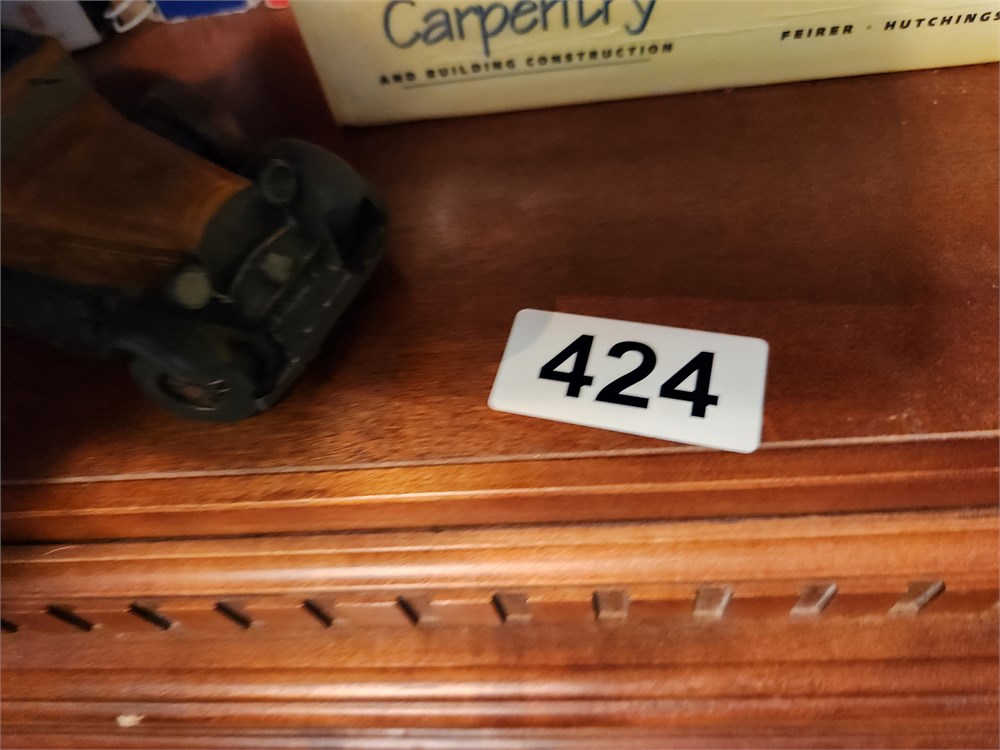 Carpentry
AND BUILDING CONSTRUCTION
FEIRER · HUTCHINGS
424